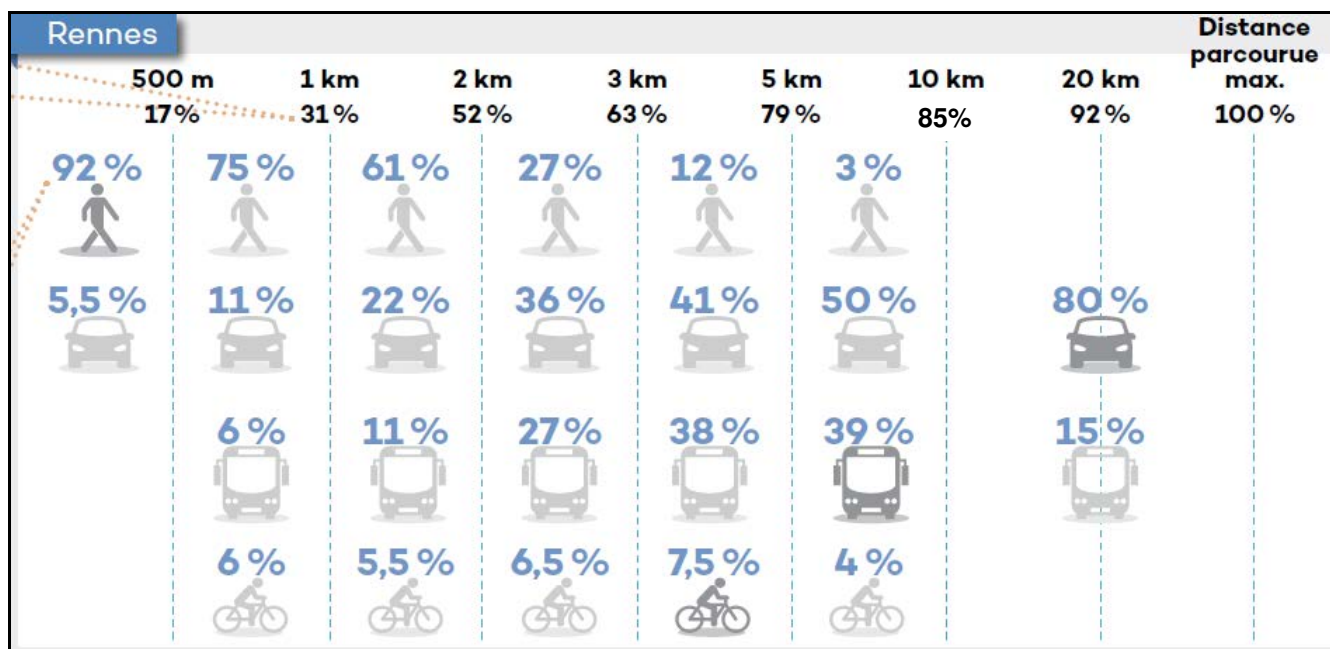 Rennes
Distance
parcourue
max.
500 m 1 km 2 km 3 km 5 km 10 km 20 km
17% 31% 52% 63% 79% 85% 92% 100%
92% 75% 61% 27% 12% 3%
5,5% 11% 22% 36% 41% 50% 80%
6% 11% 27% 38% 39% 15%
6% 5,5% 6,5% 7,5% 4%